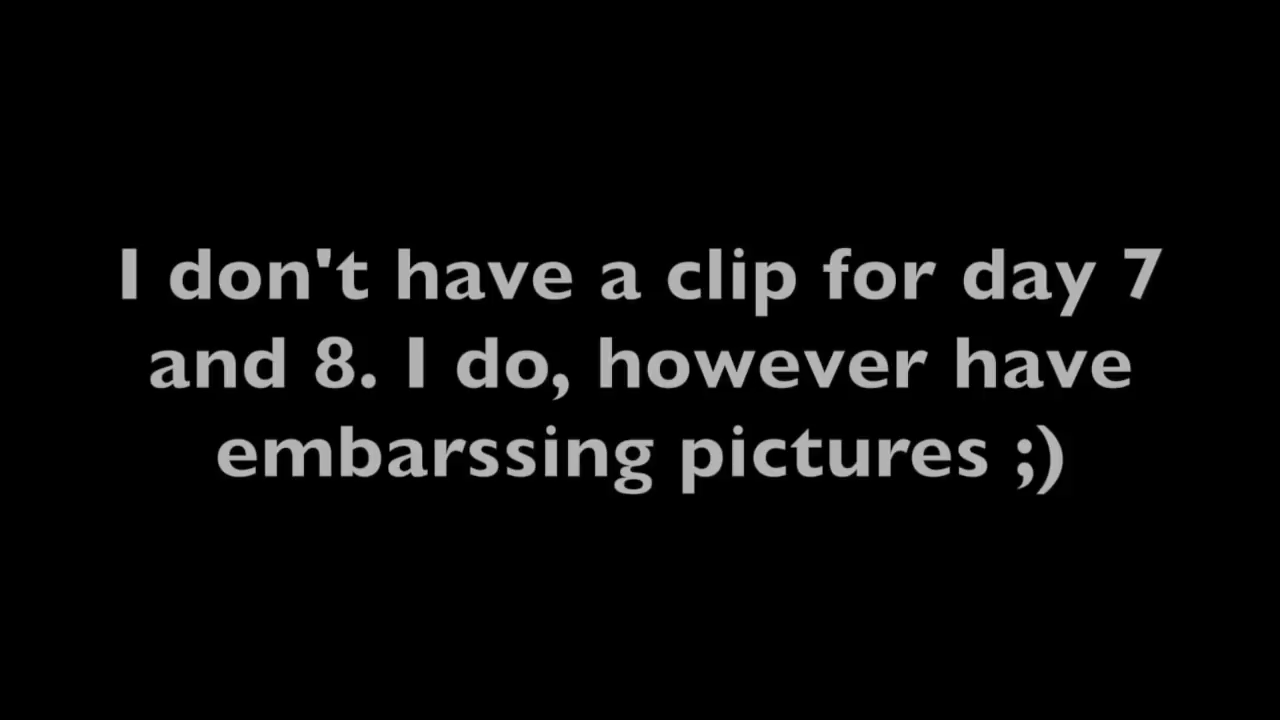 I don't have a clip for day 7
and 8. I do, however have
embarssing pictures ;)